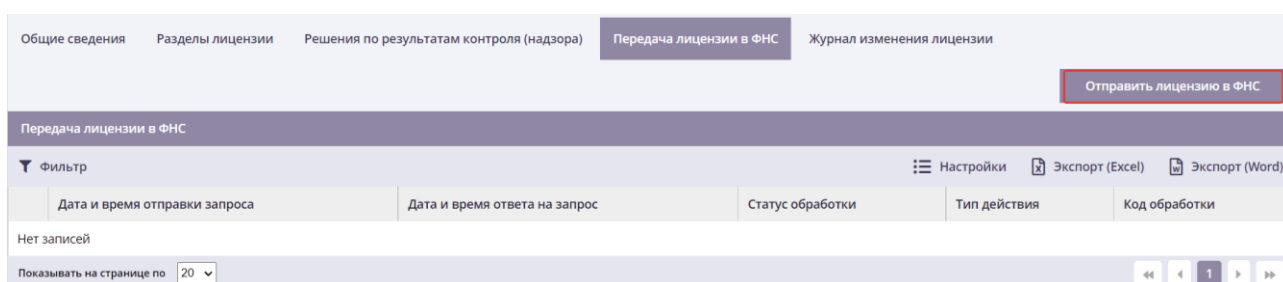 Общие сведения Разделы лицензии Решения по результатам контроля (надзора) Передача лицензии в ФНС Журнал изменения лицензии
Отправить лицензию в ФНС
Передача лицензии в ФНС
Фильтр Настройки Экспорт (Excel) Экспорт (Word)
Дата и время отправки запроса Дата и время ответа на запрос Статус обработки Тип действия Код обработки
Нет записей
Показывать на странице по 20 1